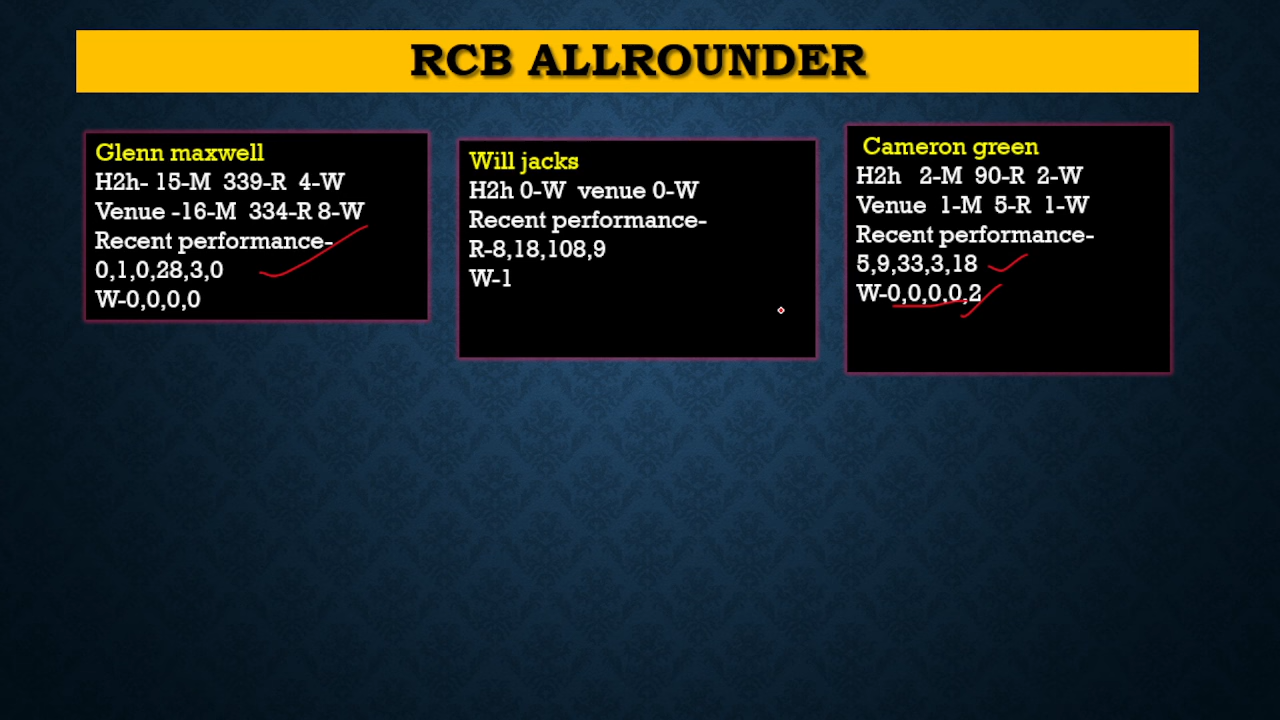 RCB ALLROUNDER
Glenn maxwell
H2h- 15-M 339-R 4-W
Venue -16-M 334-R 8-W
Recent performance-
0,1,0,28,3,0
W-0,0,0,0
Will jacks
H2h 0-W venue 0-W
Recent performance-
R-8,18,108,9
W-1
Cameron green
H2h 2-M 90-R 2-W
Venue 1-M 5-R 1-W
Recent performance-
5,9,33,3,18
W-0,0,0,0,2